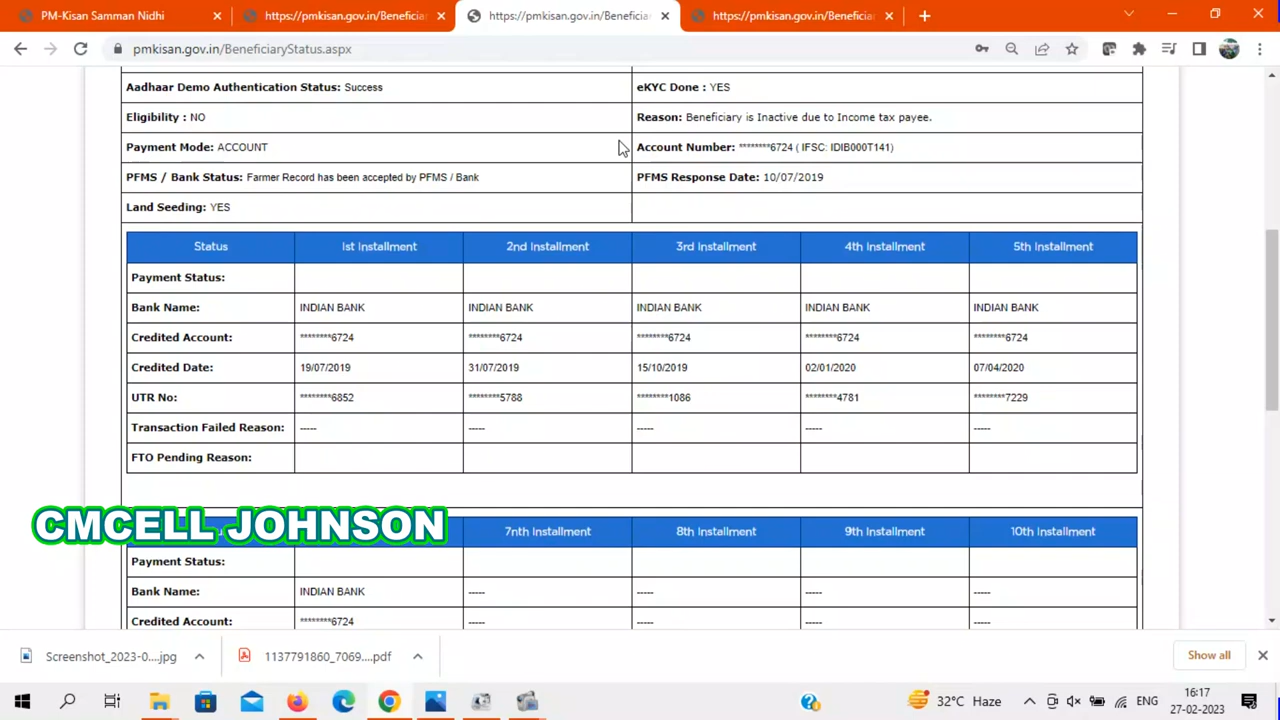 PM-Kisan Samman Nidhi
https://pmkisan.gov.in/Beneficia
https://pmkisan.gov.in/Beneficia
https://pmkisan.gov.in/Beneficia
pmkisan.gov.in/BeneficiaryStatus.aspx
Aadhaar Demo Authentication Status: Success eKYC Done : YES
Eligibility : NO Reason: Beneficiary is Inactive due to Income tax payee.
Payment Mode: ACCOUNT Account Number: ********6724 ( IFSC: IDIB000T141)
PFMS / Bank Status: Farmer Record has been accepted by PFMS / Bank PFMS Response Date: 10/07/2019
Land Seeding: YES
Status 1st Installment 2nd Installment 3rd Installment 4th Installment 5th Installment
Payment Status:
Bank Name: INDIAN BANK INDIAN BANK INDIAN BANK INDIAN BANK INDIAN BANK
Credited Account: ********6724 ********6724 ********6724 ********6724 ********6724
Credited Date: 19/07/2019 31/07/2019 15/10/2019 02/01/2020 07/04/2020
UTR No: ********6852 ********5788 ********1086 ********4781 ********7229
Transaction Failed Reason: ----- ----- ----- ----- -----
FTO Pending Reason:
CMCELL JOHNSON
7nth Installment 8th Installment 9th Installment 10th Installment
Payment Status:
Bank Name: INDIAN BANK ----- ----- ----- -----
Credited Account: ********6724 ----- ----- ----- -----
Screenshot_2023-0....jpg
1137791860_7069....pdf
Show all
32°C Haze
ENG
16:17
27-02-2023